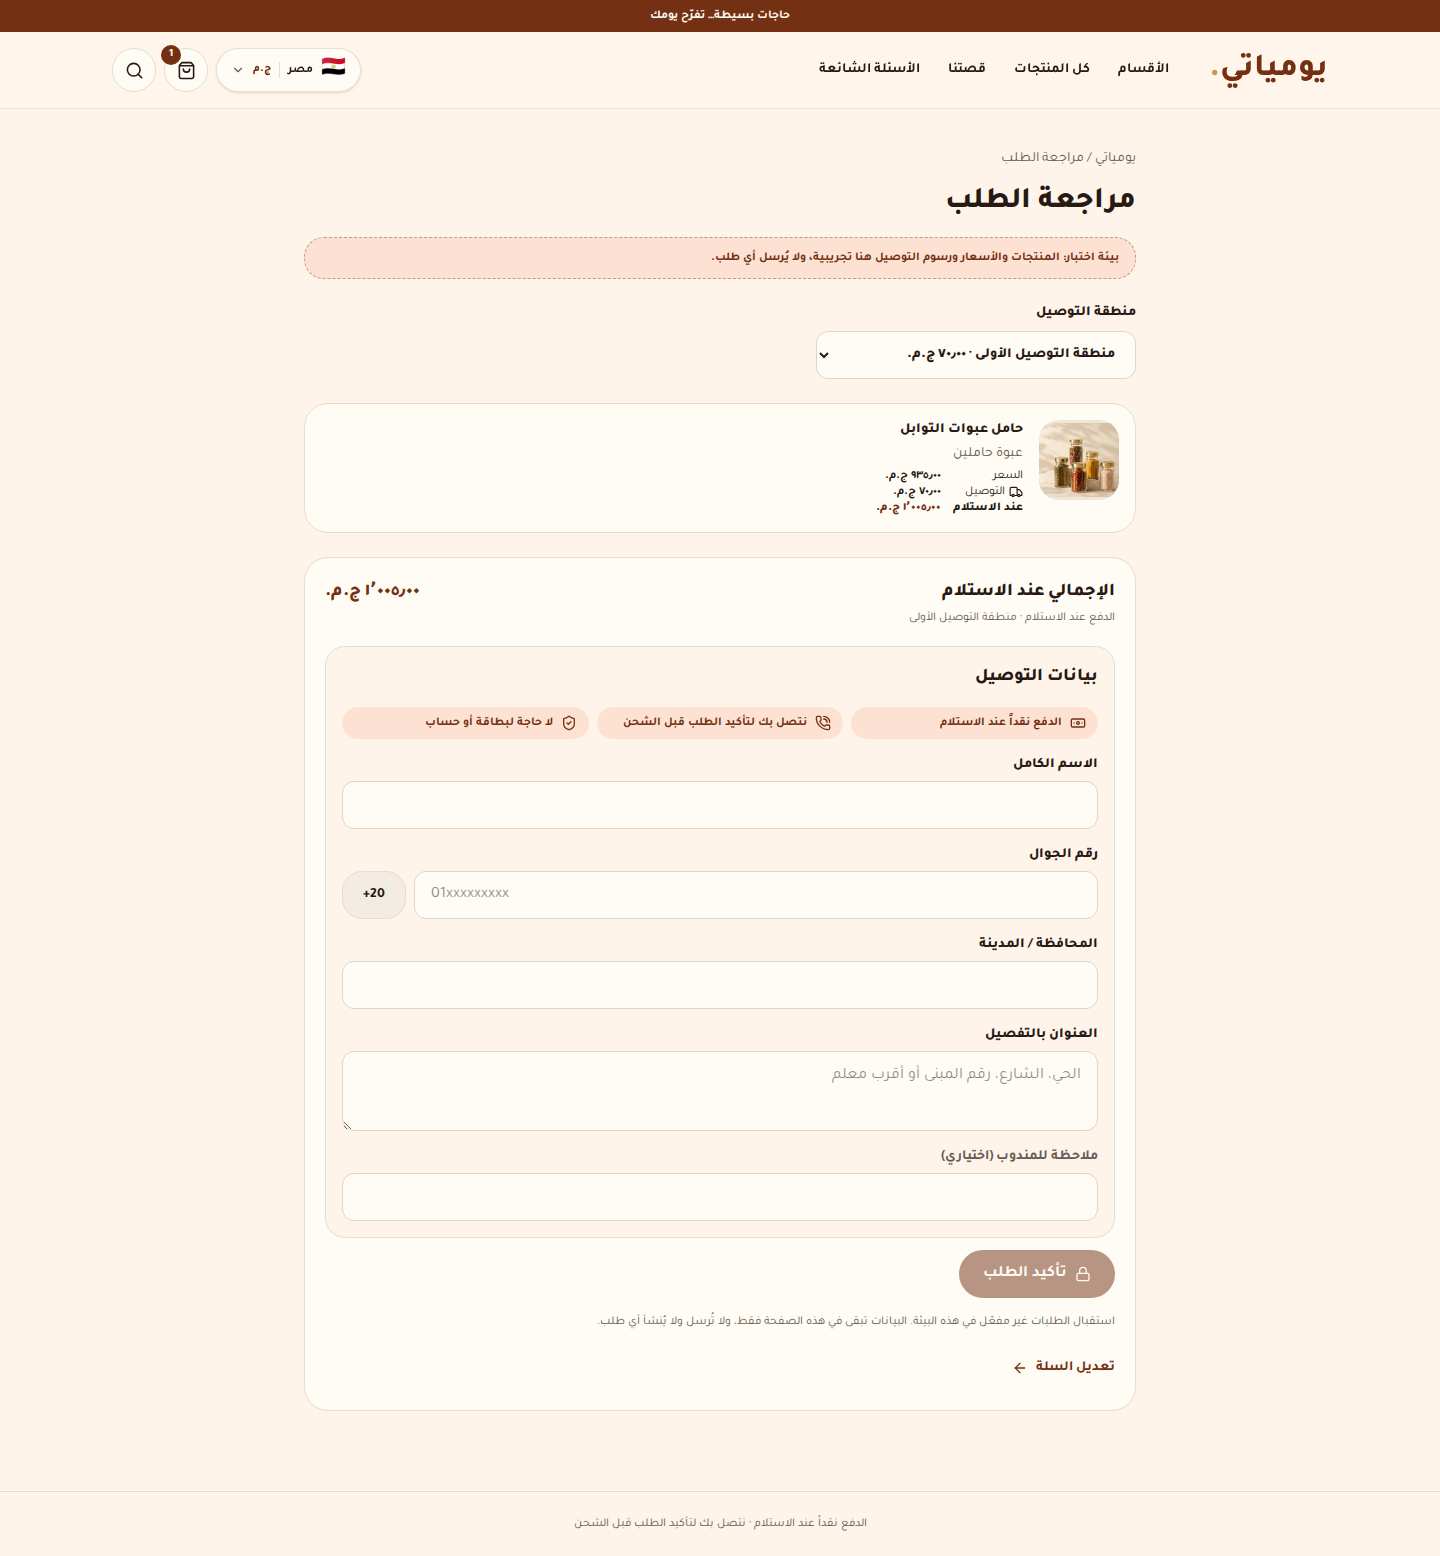 حاجات بسيطة… تفرّح يومك
يومياتي.
الأقسام
كل المنتجات
قصتنا
الأسئلة الشائعة
مصر
ج.م
1
يومياتي / مراجعة الطلب
مراجعة الطلب
بيئة اختبار: المنتجات والأسعار ورسوم التوصيل هنا تجريبية، ولا يُرسل أي طلب.
منطقة التوصيل
منطقة التوصيل الأولى · ٧٠٫٠٠ ج.م.
حامل عبوات التوابل
عبوة حاملين
السعر ٩٣٥٫٠٠ ج.م.
التوصيل ٧٠٫٠٠ ج.م.
عند الاستلام ١٬٠٠٥٫٠٠ ج.م.
الإجمالي عند الاستلام ١٬٠٠٥٫٠٠ ج.م.
الدفع عند الاستلام · منطقة التوصيل الأولى
بيانات التوصيل
الدفع نقداً عند الاستلام
نتصل بك لتأكيد الطلب قبل الشحن
لا حاجة لبطاقة أو حساب
الاسم الكامل
رقم الجوال
01xxxxxxxxx
+20
المحافظة / المدينة
العنوان بالتفصيل
الحي، الشارع، رقم المبنى أو أقرب معلم
ملاحظة للمندوب (اختياري)
تأكيد الطلب
استقبال الطلبات غير مفعّل في هذه البيئة. البيانات تبقى في هذه الصفحة فقط، ولا تُرسل ولا يُنشأ أي طلب.
تعديل السلة
الدفع نقداً عند الاستلام · نتصل بك لتأكيد الطلب قبل الشحن